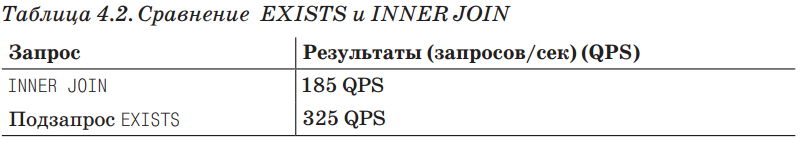 Таблица 4.2. Сравнение EXISTS и INNER JOIN
Запрос Результаты (запросов/сек) (QPS)
INNER JOIN 185 QPS
Подзапрос EXISTS 325 QPS